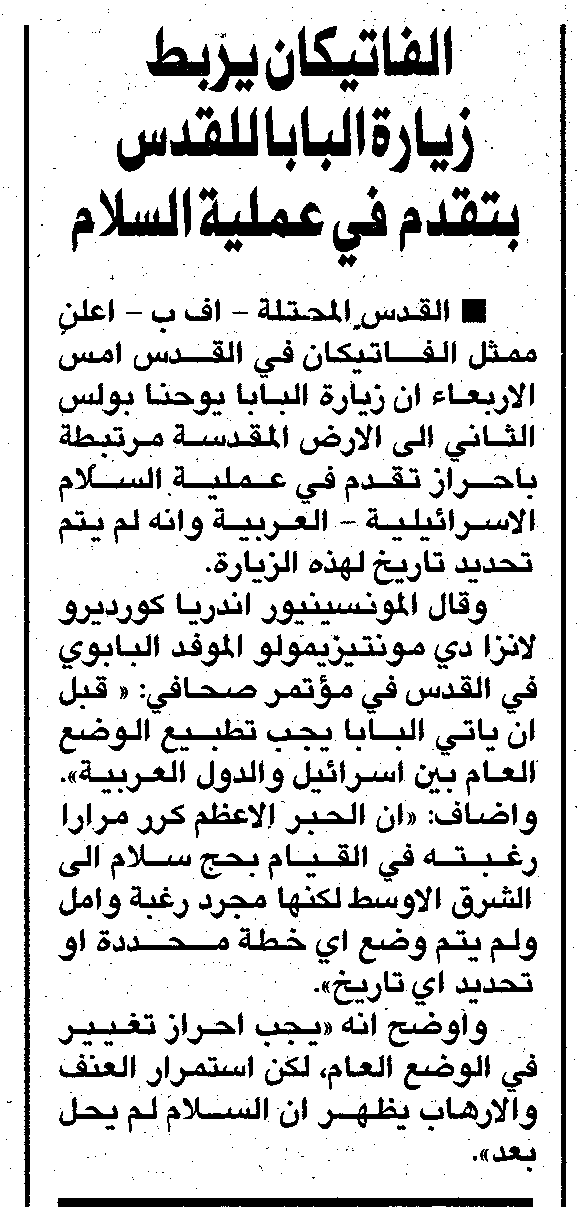 الفاتيكان يربط
زيارة البابا للقدس
بتقدم في عملية السلام
■ القدس المحتلة - اف ب - اعلن
ممثل الفاتيكان في القدس امس
الاربعاء ان زيارة البابا يوحنا بولس
الثاني الى الارض المقدسة مرتبطة
باحراز تقدم في عملية السلام
الاسرائيلية - العربية وانه لم يتم
تحديد تاريخ لهذه الزيارة.
وقال المونسينيور اندريا كورديرو
لانزا دي مونتيزيمولو الموفد البابوي
في القدس في مؤتمر صحافي: « قبل
ان ياتي البابا يجب تطبيع الوضع
العام بين اسرائيل والدول العربية».
واضاف: «ان الحبر الاعظم كرر مرارا
رغبته في القيام بحج سلام الى
الشرق الاوسط لكنها مجرد رغبة وامل
ولم يتم وضع اي خطة محددة او
تحديد اي تاريخ».
واوضح انه «يجب احراز تغيير
في الوضع العام، لكن استمرار العنف
والارهاب يظهر ان السلام لم يحل
بعد».